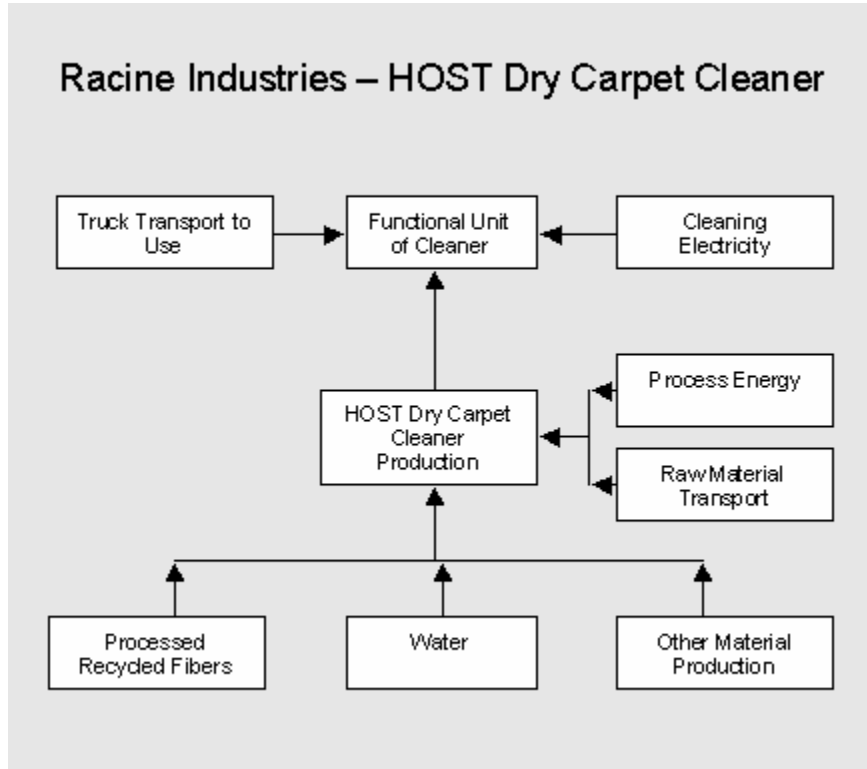 Racine Industries – HOST Dry Carpet Cleaner
Truck Transport to
Use
Functional Unit
of Cleaner
Cleaning
Electricity
HOST Dry Carpet
Cleaner
Production
Process Energy
Raw Material
Transport
Processed
Recycled Fibers
Water
Other Material
Production